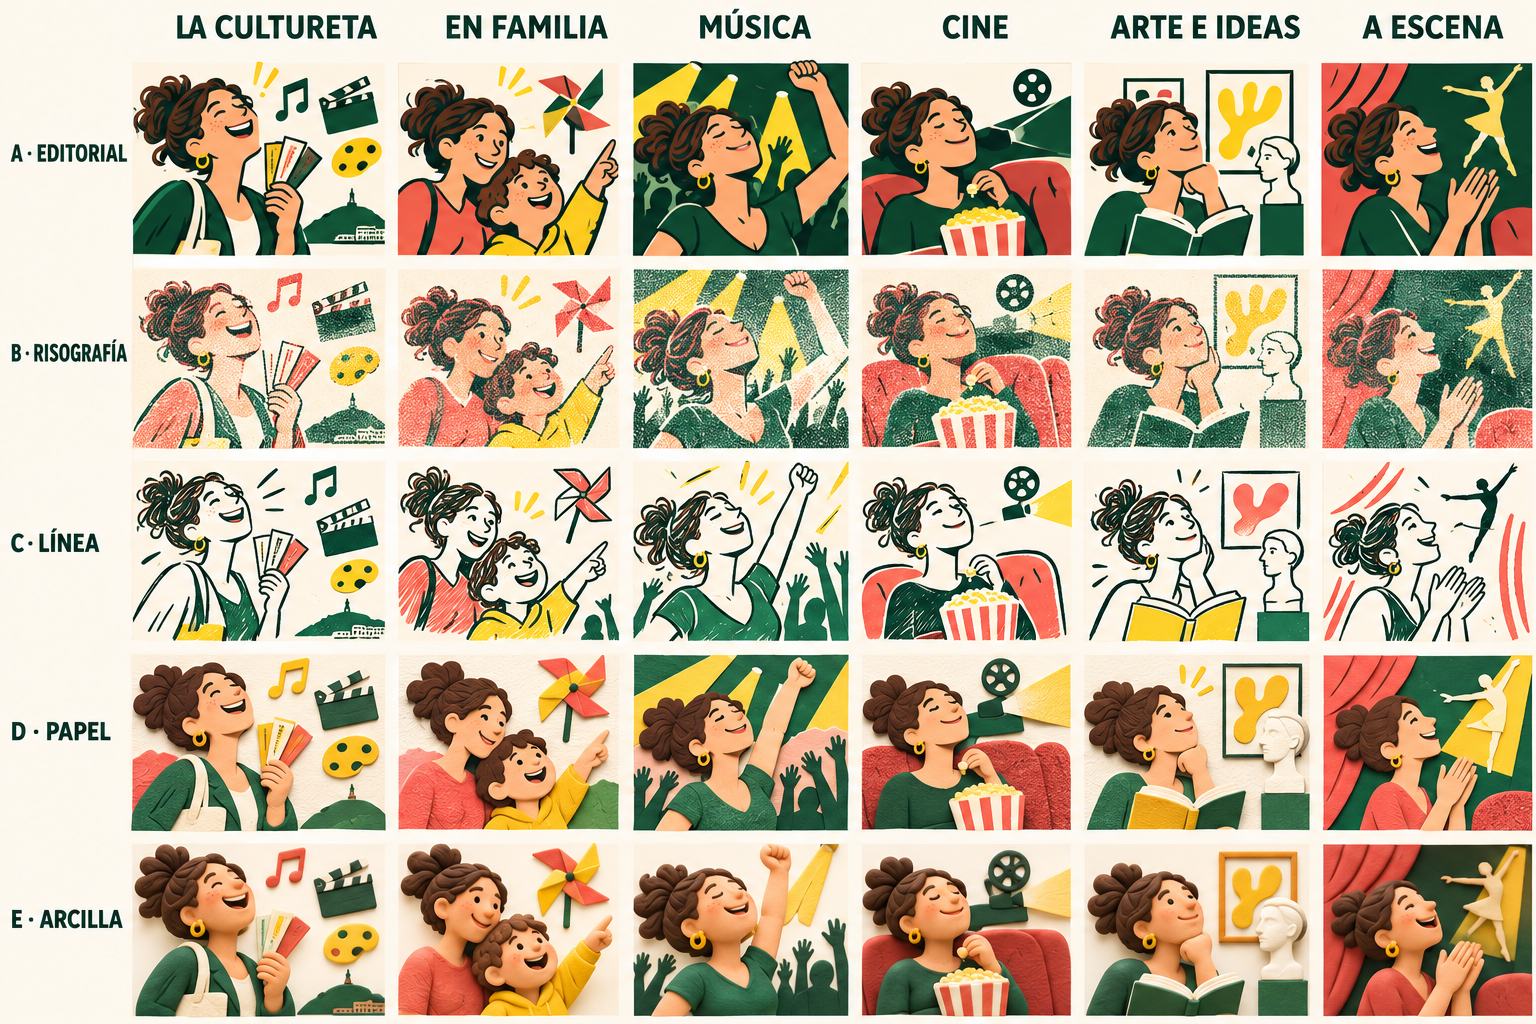 LA CULTURETA
EN FAMILIA
MÚSICA
CINE
ARTE E IDEAS
A ESCENA
A · EDITORIAL
B · RISOGRAFÍA
C · LÍNEA
D · PAPEL
E · ARCILLA